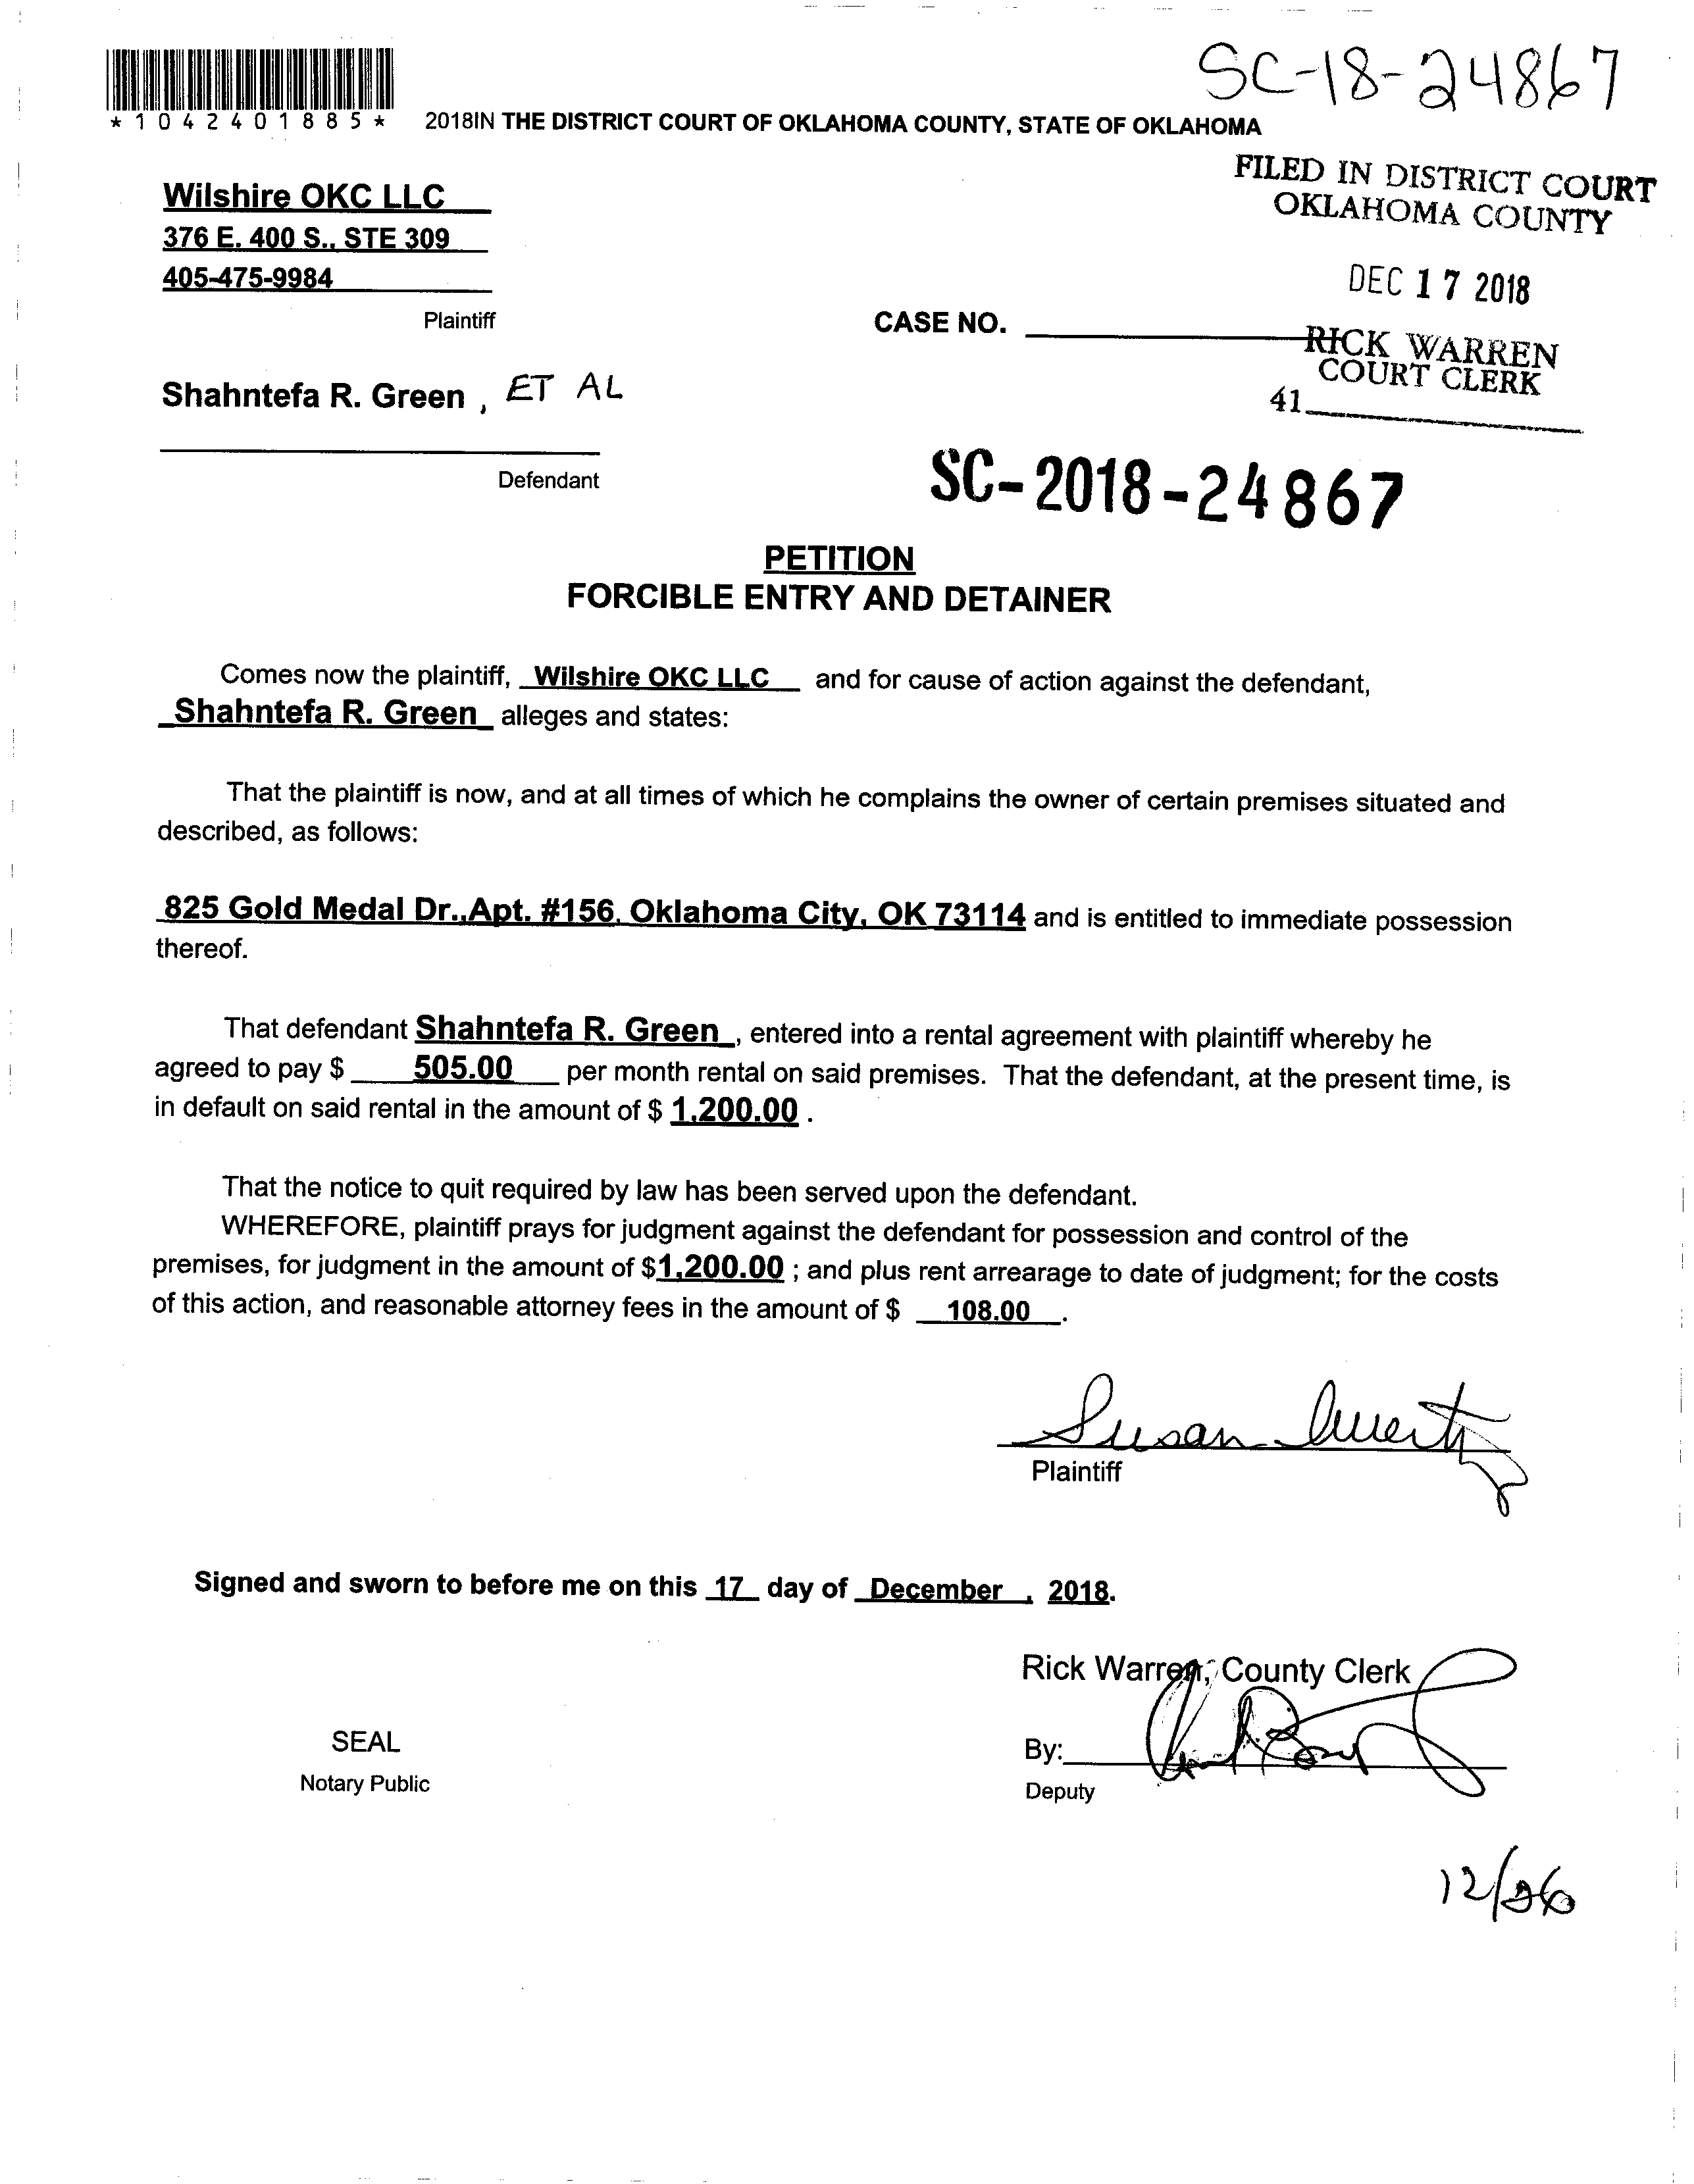 SC-18-24867
*1042401885*
2018IN THE DISTRICT COURT OF OKLAHOMA COUNTY, STATE OF OKLAHOMA
FILED IN DISTRICT COURT
OKLAHOMA COUNTY
Wilshire OKC LLC
376 E. 400 S., STE 309
405-475-9984
Plaintiff
DEC 17 2018
CASE NO.
RICK WARREN
COURT CLERK
41
Shahntefa R. Green , ET AL
Defendant
SC-2018-24867
PETITION
FORCIBLE ENTRY AND DETAINER
Comes now the plaintiff, Wilshire OKC LLC and for cause of action against the defendant,
Shahntefa R. Green alleges and states:
That the plaintiff is now, and at all times of which he complains the owner of certain premises situated and
described, as follows:
825 Gold Medal Dr.,Apt. #156, Oklahoma City, OK 73114 and is entitled to immediate possession
thereof.
That defendant Shahntefa R. Green , entered into a rental agreement with plaintiff whereby he
agreed to pay $ 505.00 per month rental on said premises. That the defendant, at the present time, is
in default on said rental in the amount of $ 1,200.00 .
That the notice to quit required by law has been served upon the defendant.
WHEREFORE, plaintiff prays for judgment against the defendant for possession and control of the
premises, for judgment in the amount of $1,200.00 ; and plus rent arrearage to date of judgment; for the costs
of this action, and reasonable attorney fees in the amount of $ 108.00 .
Susan
Plaintiff
Signed and sworn to before me on this 17 day of December , 2018.
Rick Warren, County Clerk
SEAL
Notary Public
By:
Deputy
12/26